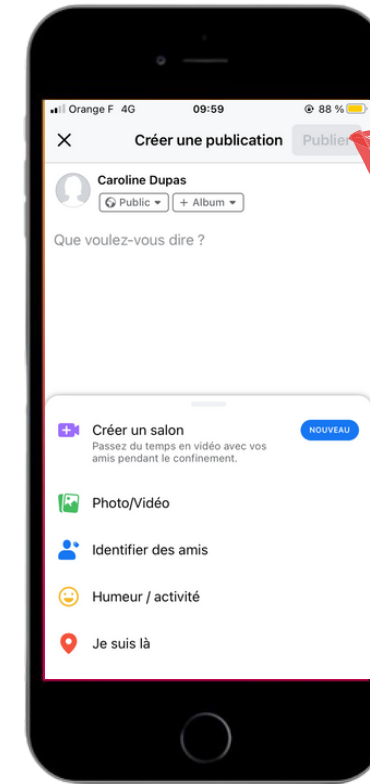 Orange F 4G 09:59 88 %
Créer une publication Publier
Caroline Dupas
Public + Album
Que voulez-vous dire ?
Créer un salon NOUVEAU
Passez du temps en vidéo avec vos
amis pendant le confinement.
Photo/Vidéo
Identifier des amis
Humeur / activité
Je suis là